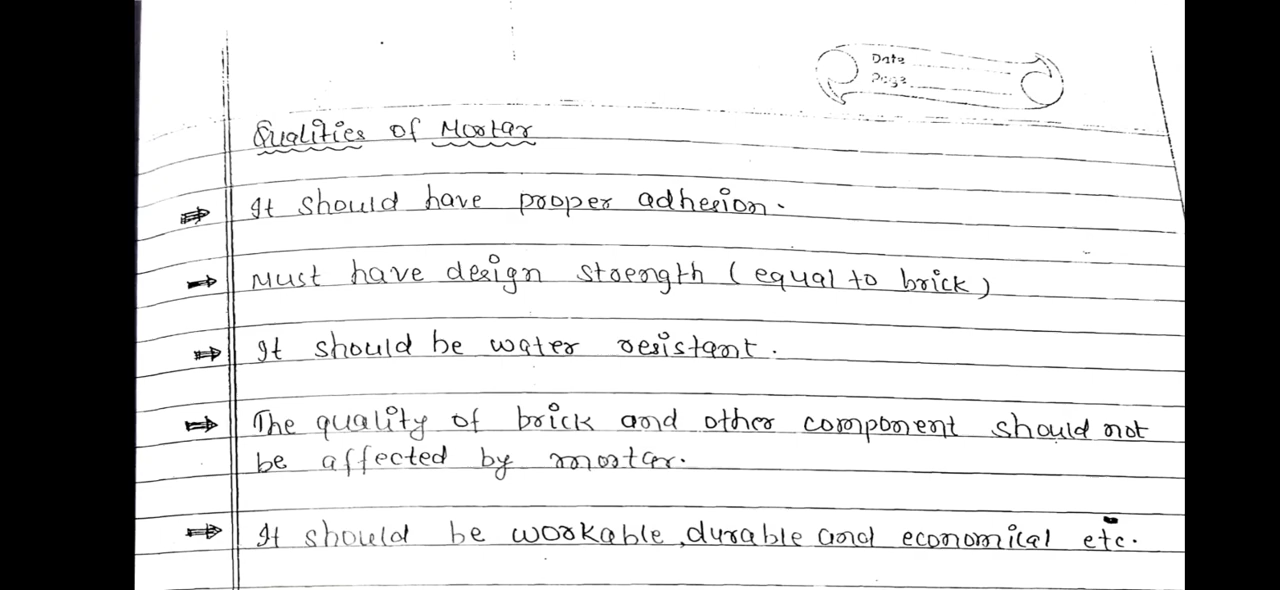 Date
Page
Qualities of Mortar
⇒ It should have proper adhesion.
→ Must have design strength (equal to brick)
⇒ It should be water resistant.
⇒ The quality of brick and other component should not
be affected by mortar.
⇒ It should be workable, durable and economical etc.